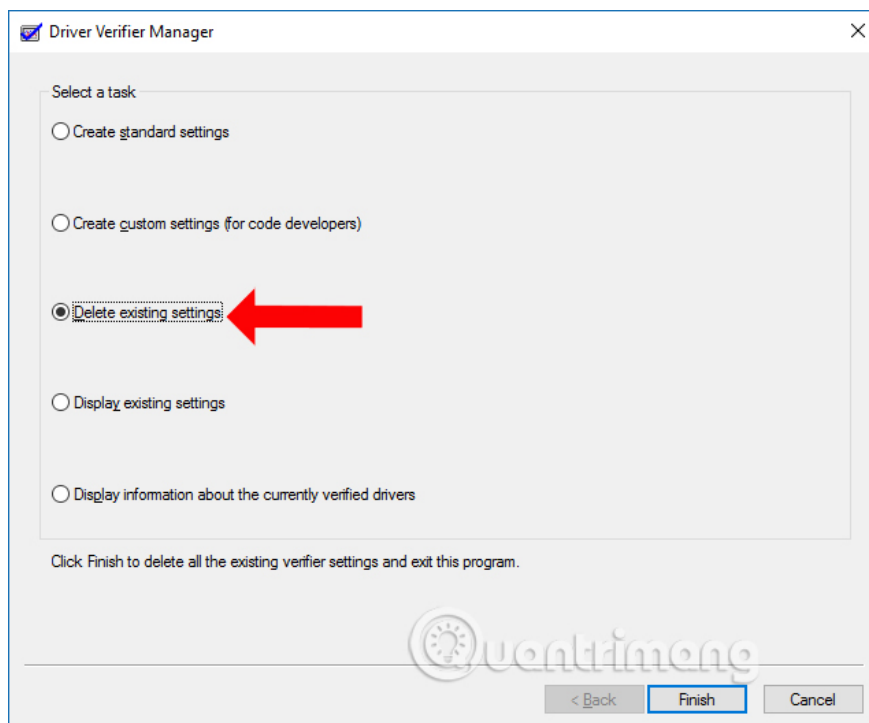 Driver Verifier Manager
Select a task
Create standard settings
Create custom settings (for code developers)
Delete existing settings
Display existing settings
Display information about the currently verified drivers
Click Finish to delete all the existing verifier settings and exit this program.
Quantrimang
< Back
Finish
Cancel